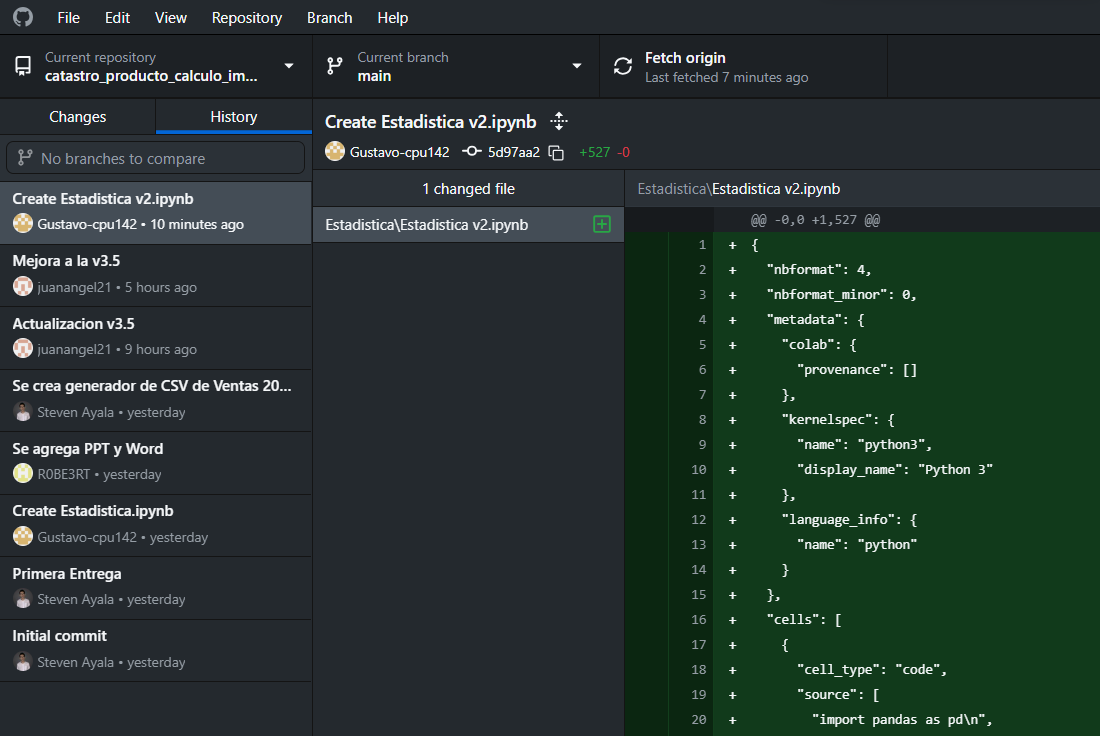 File Edit View Repository Branch Help
Current repository
catastro_producto_calculo_im...
Current branch
main
Fetch origin
Last fetched 7 minutes ago
Changes
History
No branches to compare
Create Estadistica v2.ipynb
Gustavo-cpu142 • 10 minutes ago
Mejora a la v3.5
juanangel21 • 5 hours ago
Actualizacion v3.5
juanangel21 • 9 hours ago
Se crea generador de CSV de Ventas 20...
Steven Ayala • yesterday
Se agrega PPT y Word
R0BE3RT • yesterday
Create Estadistica.ipynb
Gustavo-cpu142 • yesterday
Primera Entrega
Steven Ayala • yesterday
Initial commit
Steven Ayala • yesterday
Create Estadistica v2.ipynb
Gustavo-cpu142 5d97aa2 +527 -0
1 changed file
Estadistica\Estadistica v2.ipynb
Estadistica\Estadistica v2.ipynb
@@ -0,0 +1,527 @@
1 + {
2 + "nbformat": 4,
3 + "nbformat_minor": 0,
4 + "metadata": {
5 + "colab": {
6 + "provenance": []
7 + },
8 + "kernelspec": {
9 + "name": "python3",
10 + "display_name": "Python 3"
11 + },
12 + "language_info": {
13 + "name": "python"
14 + }
15 + },
16 + "cells": [
17 + {
18 + "cell_type": "code",
19 + "source": [
20 + "import pandas as pd\n",